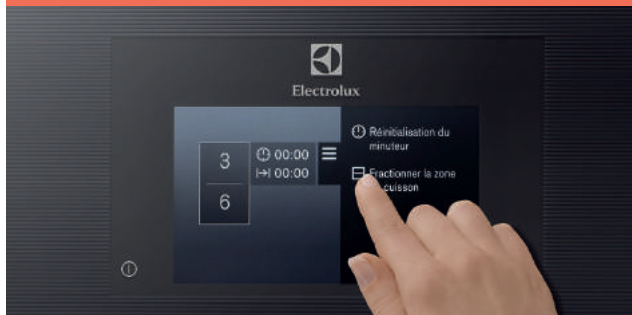 Electrolux
Réinitialisation du
minuteur
3
00:00
00:00
Fractionner la zone
cuisson
6